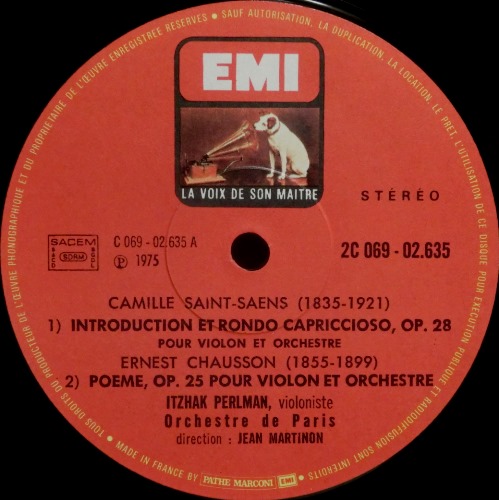 TOUS DROITS DU PRODUCTEUR DE L'ŒUVRE PHONOGRAPHIQUE ET DU PROPRIETAIRE DE L'ŒUVRE ENREGISTREE RESERVES • SAUF AUTORISATION, LA DUPLICATION, LA LOCATION, LE PRET, L'UTILISATION DE CE DISQUE POUR EXECUTION PUBLIQUE ET RADIODIFFUSION SONT INTERDITS •
EMI
LA VOIX DE SON MAITRE
STÉRÉO
SACEM
SDRM
C 069 - 02.635 A
℗ 1975
2C 069 - 02.635
CAMILLE SAINT-SAENS (1835-1921)
1) INTRODUCTION ET RONDO CAPRICCIOSO, OP. 28
POUR VIOLON ET ORCHESTRE
ERNEST CHAUSSON (1855-1899)
2) POEME, OP. 25 POUR VIOLON ET ORCHESTRE
ITZHAK PERLMAN, violoniste
Orchestre de Paris
direction : JEAN MARTINON
• MADE IN FRANCE BY PATHE MARCONI EMI